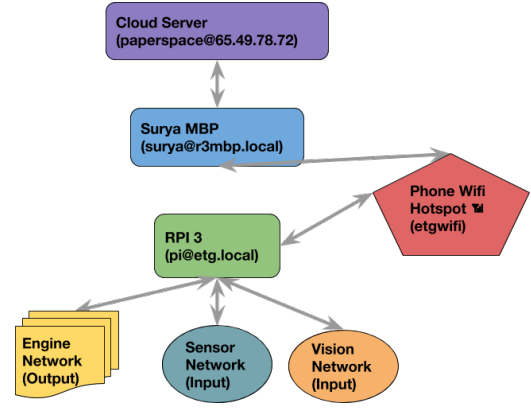 Cloud Server
(paperspace@65.49.78.72)
Surya MBP
(surya@r3mbp.local)
Phone Wifi
Hotspot 📶
(etgwifi)
RPI 3
(pi@etg.local)
Engine
Network
(Output)
Sensor
Network
(Input)
Vision
Network
(Input)